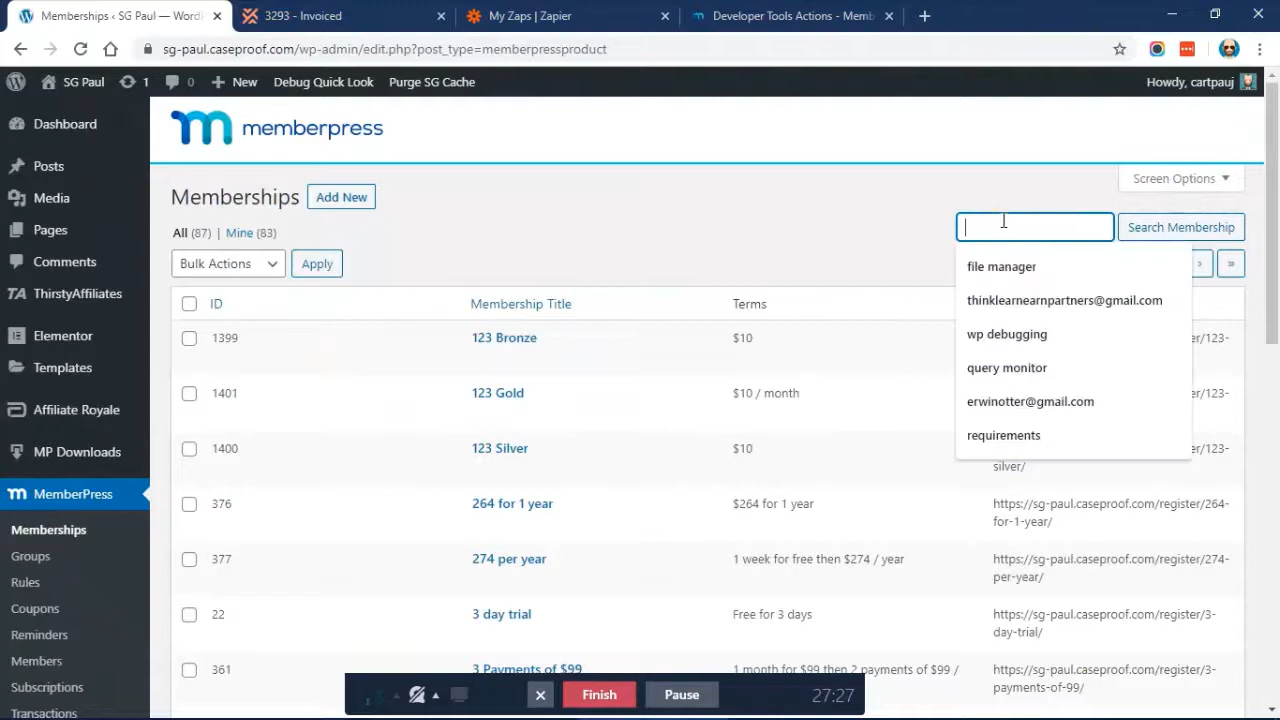 SG Paul
Memberships ‹ SG Paul — WordP
3293 - Invoiced
My Zaps | Zapier
Developer Tools Actions - Memb
sg-paul.caseproof.com/wp-admin/edit.php?post_type=memberpressproduct
SG Paul 1 0 New Debug Quick Look Purge SG Cache Howdy, cartpauj
Dashboard
Posts
Media
Pages
Comments
ThirstyAffiliates
Elementor
Templates
Affiliate Royale
MP Downloads
MemberPress
Memberships
Groups
Rules
Coupons
Reminders
Members
Subscriptions
Transactions
memberpress
Screen Options
Memberships Add New
All (87) | Mine (83)
Search Membership
Bulk Actions Apply
› »
file manager
thinklearnearnpartners@gmail.com
wp debugging
query monitor
erwinotter@gmail.com
requirements
ID Membership Title Terms
1399 123 Bronze $10 er/123-
1401 123 Gold $10 / month er/123-
1400 123 Silver $10 er/123-
silver/
376 264 for 1 year $264 for 1 year https://sg-paul.caseproof.com/register/264-
for-1-year/
377 274 per year 1 week for free then $274 / year https://sg-paul.caseproof.com/register/274-
per-year/
22 3 day trial Free for 3 days https://sg-paul.caseproof.com/register/3-
day-trial/
361 3 Payments of $99 1 month for $99 then 2 payments of $99 / https://sg-paul.caseproof.com/register/3-
payments-of-99/
Finish Pause 27:27